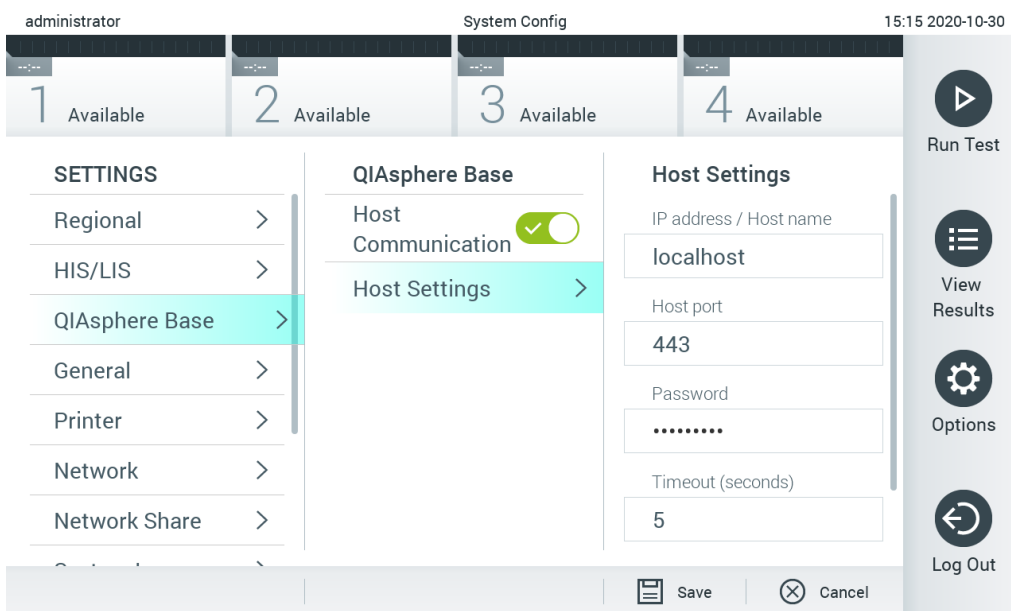 administrator System Config 15:15 2020-10-30
--:-- --:-- --:-- --:--
1 Available 2 Available 3 Available 4 Available
Run Test
SETTINGS
Regional
HIS/LIS
QIAsphere Base
General
Printer
Network
Network Share
QIAsphere Base
Host
Communication
Host Settings
Host Settings
IP address / Host name
localhost
Host port
443
Password
•••••••••
Timeout (seconds)
5
View
Results
Options
Log Out
Save Cancel